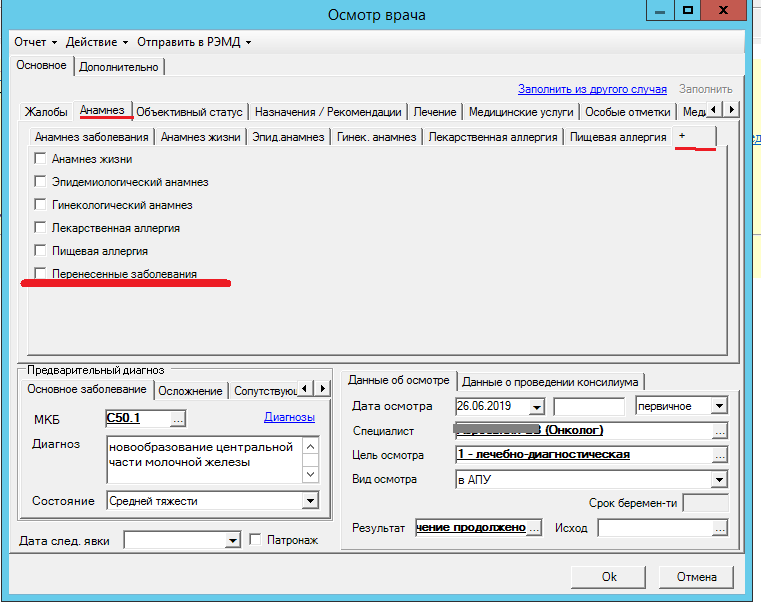 Осмотр врача
Отчет Действие Отправить в РЭМД
Основное Дополнительно
Заполнить из другого случая Заполнить
Жалобы Анамнез Объективный статус Назначения / Рекомендации Лечение Медицинские услуги Особые отметки
Анамнез заболевания Анамнез жизни Эпид.анамнез Гинек. анамнез Лекарственная аллергия Пищевая аллергия +
Анамнез жизни
Эпидемиологический анамнез
Гинекологический анамнез
Лекарственная аллергия
Пищевая аллергия
Перенесенные заболевания
Предварительный диагноз
Основное заболевание Осложнение Сопутствующ
МКБ C50.1 ... Диагнозы
Диагноз новообразование центральной
части молочной железы
Состояние Средней тяжести
Дата след. явки Патронаж
Данные об осмотре Данные о проведении консилиума
Дата осмотра 26.06.2019 первичное
Специалист (Онколог) ...
Цель осмотра 1 - лечебно-диагностическая ...
Вид осмотра в АПУ
Срок беремен-ти
Результат чение продолжено ... Исход ...
Ok Отмена